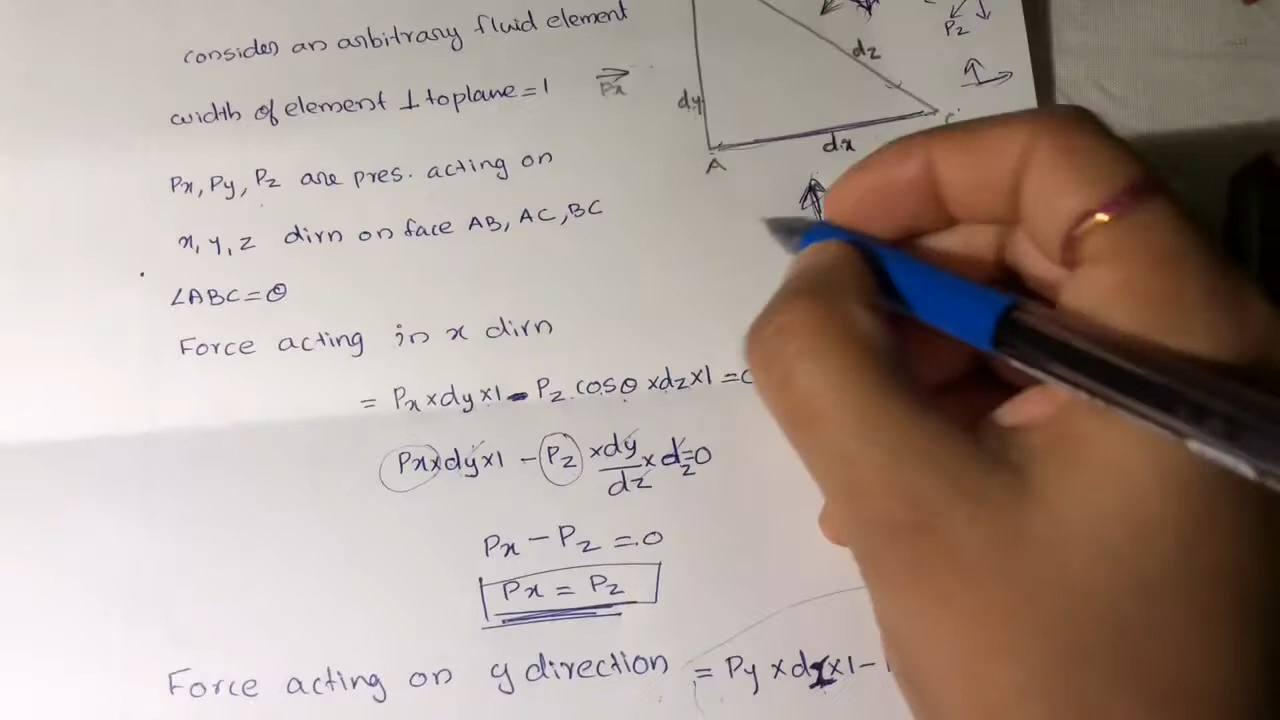 consider an arbitrary fluid element
width of element ⊥ to plane = 1
Px
Px, Py, Pz are pres. acting on
x, y, z dirn on face AB, AC, BC
∠ABC = θ
Force acting in x dirn
= Px × dy × 1 - Pz cosθ × dz × 1 =
Px × dy × 1 - Pz × dy/dz × dz = 0
Px - Pz = 0
Px = Pz
Force acting on y direction = Py × dx × 1 -
Pz
dz
dy
dx
A
C